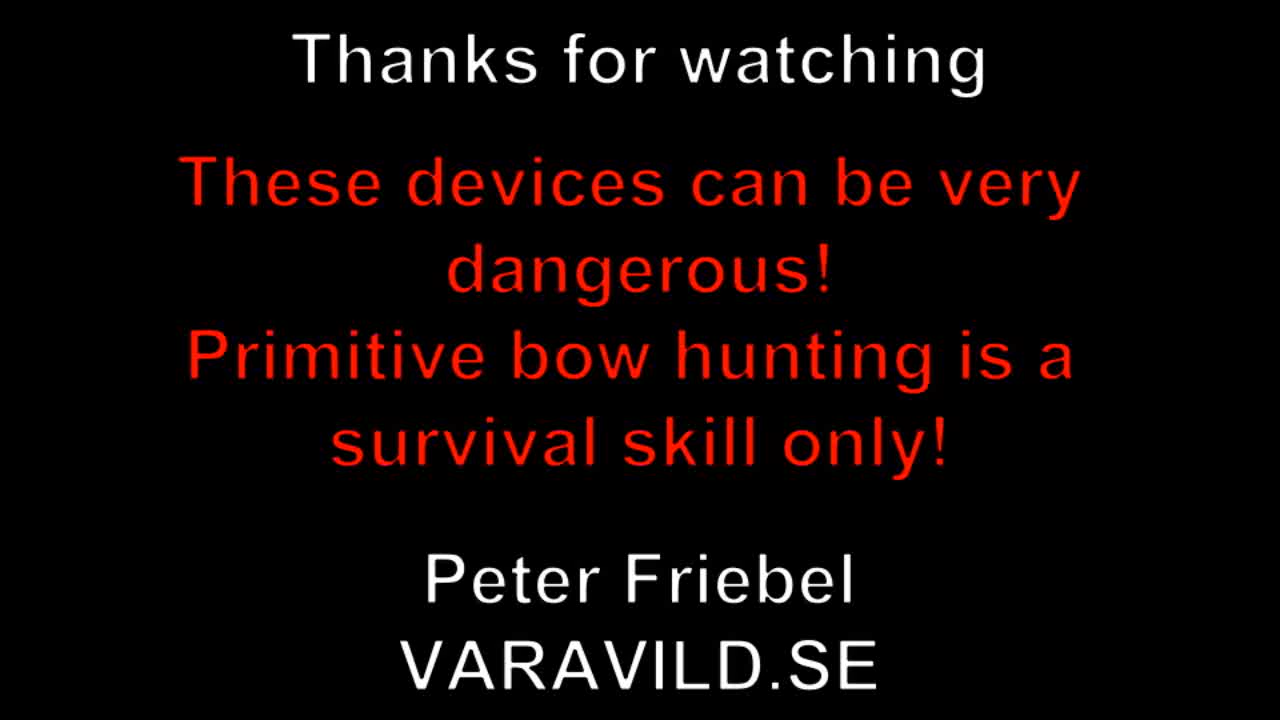 Thanks for watching
These devices can be very
dangerous!
Primitive bow hunting is a
survival skill only!
Peter Friebel
VARAVILD.SE